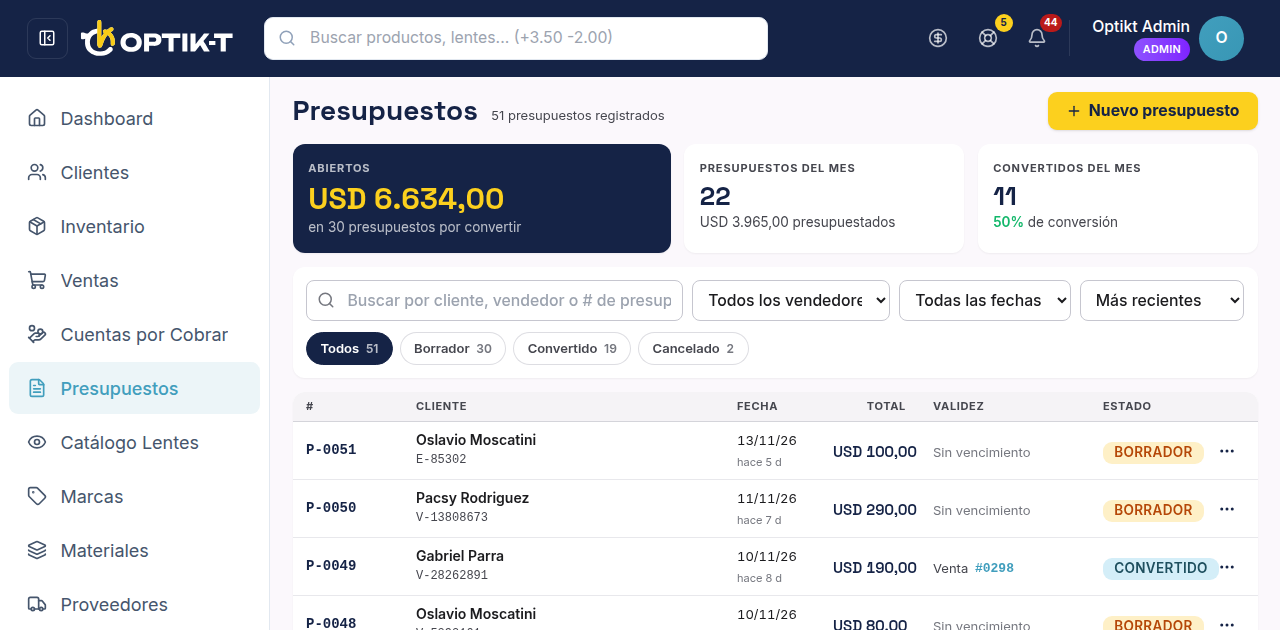 OPTIK-T
Buscar productos, lentes... (+3.50 -2.00)
5
44
Optikt Admin
ADMIN
O
Dashboard
Clientes
Inventario
Ventas
Cuentas por Cobrar
Presupuestos
Catálogo Lentes
Marcas
Materiales
Proveedores
Presupuestos 51 presupuestos registrados
+ Nuevo presupuesto
ABIERTOS
USD 6.634,00
en 30 presupuestos por convertir
PRESUPUESTOS DEL MES
22
USD 3.965,00 presupuestados
CONVERTIDOS DEL MES
11
50% de conversión
Buscar por cliente, vendedor o # de presup
Todos los vendedore
Todas las fechas
Más recientes
Todos 51
Borrador 30
Convertido 19
Cancelado 2
# CLIENTE FECHA TOTAL VALIDEZ ESTADO
P-0051 Oslavio Moscatini 13/11/26 USD 100,00 Sin vencimiento BORRADOR ...
E-85302 hace 5 d
P-0050 Pacsy Rodriguez 11/11/26 USD 290,00 Sin vencimiento BORRADOR ...
V-13808673 hace 7 d
P-0049 Gabriel Parra 10/11/26 USD 190,00 Venta #0298 CONVERTIDO ...
V-28262891 hace 8 d
P-0048 Oslavio Moscatini 10/11/26 USD 80,00 Sin vencimiento BORRADOR ...